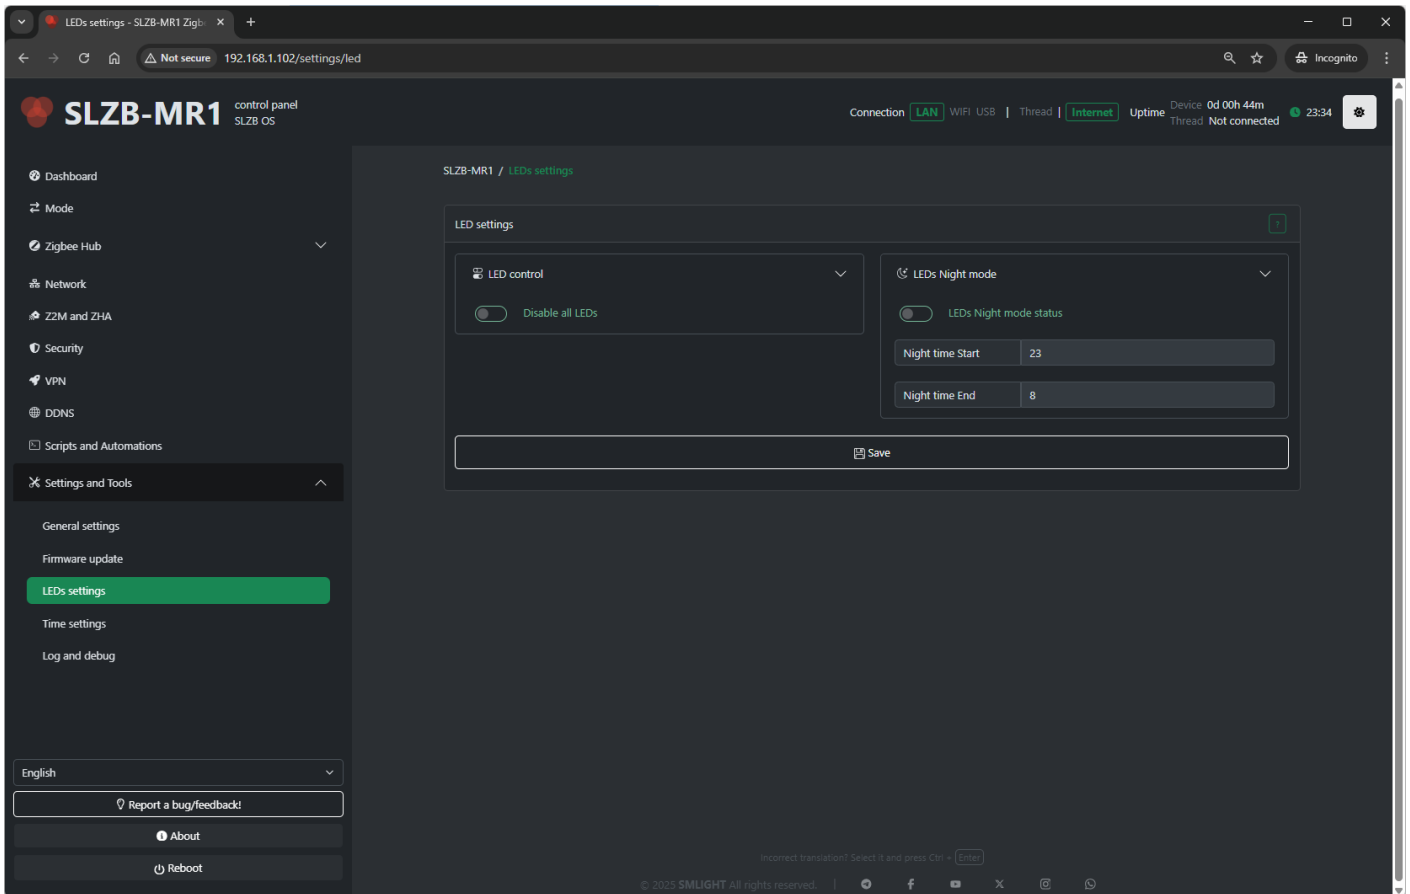 LEDs settings - SLZB-MR1 Zigb
Not secure 192.168.1.102/settings/led
Incognito
SLZB-MR1 control panel
SLZB OS
Connection LAN WIFI USB | Thread | Internet Uptime Device 0d 00h 44m
Thread Not connected
23:34
Dashboard
Mode
Zigbee Hub
Network
Z2M and ZHA
Security
VPN
DDNS
Scripts and Automations
Settings and Tools
General settings
Firmware update
LEDs settings
Time settings
Log and debug
English
Report a bug/feedback!
About
Reboot
SLZB-MR1 / LEDs settings
LED settings
?
LED control
Disable all LEDs
LEDs Night mode
LEDs Night mode status
Night time Start 23
Night time End 8
Save
Incorrect translation? Select it and press Ctrl + Enter
© 2025 SMLIGHT All rights reserved. |